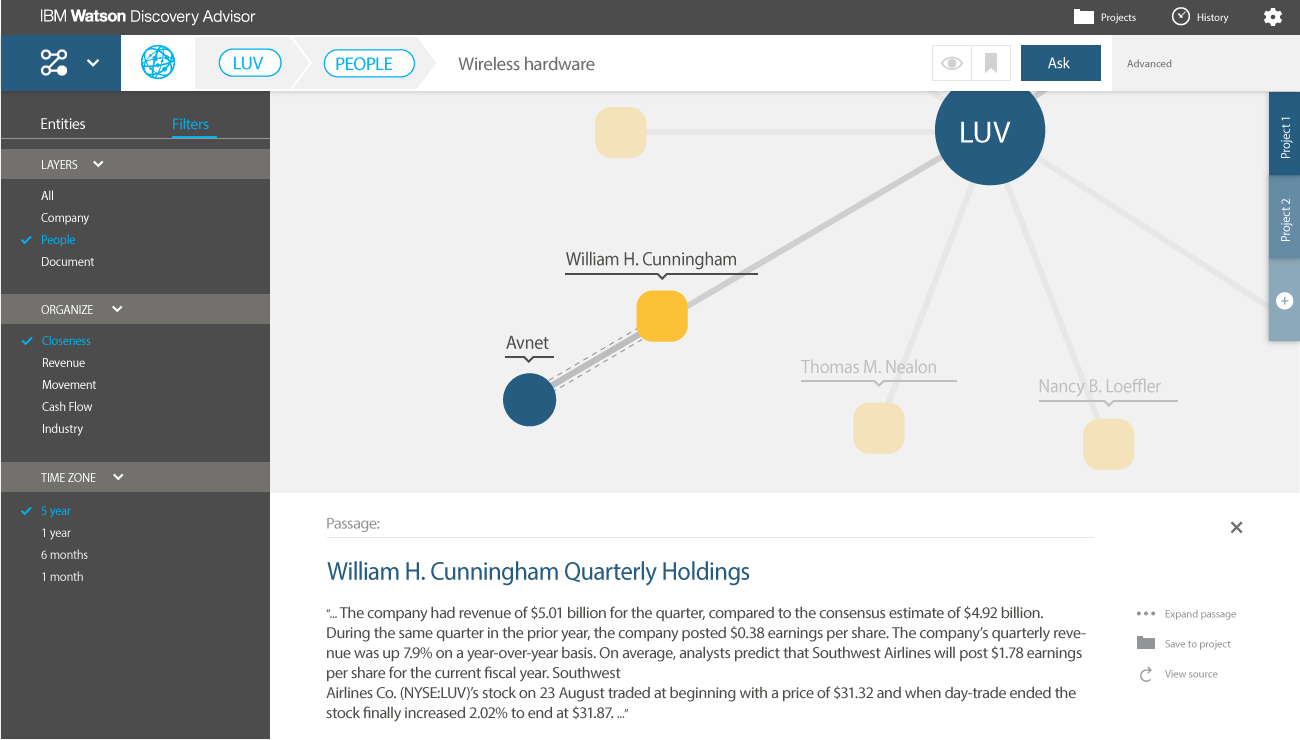 IBM Watson Discovery Advisor
Projects
History
LUV
PEOPLE
Wireless hardware
Ask
Advanced
Entities
Filters
LAYERS
All
Company
People
Document
ORGANIZE
Closeness
Revenue
Movement
Cash Flow
Industry
TIME ZONE
5 year
1 year
6 months
1 month
LUV
William H. Cunningham
Avnet
Thomas M. Nealon
Nancy B. Loeffler
Project 1
Project 2
Passage:
William H. Cunningham Quarterly Holdings
“... The company had revenue of $5.01 billion for the quarter, compared to the consensus estimate of $4.92 billion.
During the same quarter in the prior year, the company posted $0.38 earnings per share. The company’s quarterly reve-
nue was up 7.9% on a year-over-year basis. On average, analysts predict that Southwest Airlines will post $1.78 earnings
per share for the current fiscal year. Southwest
Airlines Co. (NYSE:LUV)’s stock on 23 August traded at beginning with a price of $31.32 and when day-trade ended the
stock finally increased 2.02% to end at $31.87. ...”
Expand passage
Save to project
View source